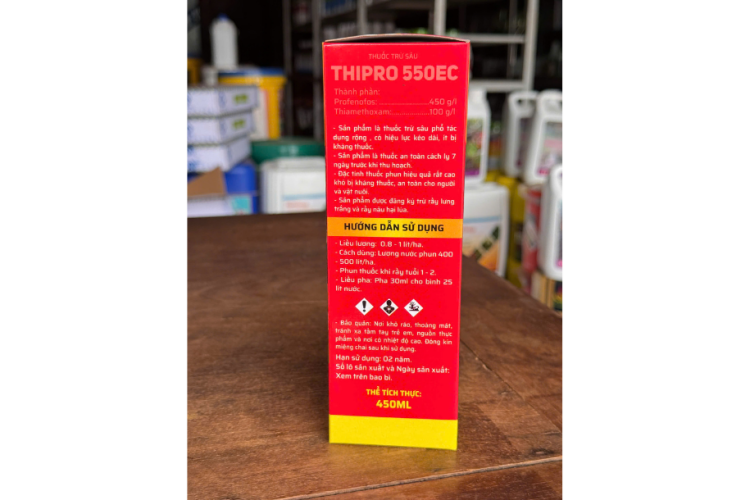 THUỐC TRỪ SÂU
THIPRO 550EC
Thành phần:
Profenofos: ........................450 g/l
Thiamethoxam:..................100 g/l
- Sản phẩm là thuốc trừ sâu phổ tác
dụng rộng , có hiệu lực kéo dài, ít bị
kháng thuốc.
- Sản phẩm là thuốc an toàn cách ly 7
ngày trước khi thu hoạch.
- Đặc tính thuốc phun hiệu quả rất cao
khó bị kháng thuốc, an toàn cho người
và vật nuôi.
- Sản phẩm được đăng ký trừ rầy lưng
trắng và rầy nâu hại lúa.
HƯỚNG DẪN SỬ DỤNG
- Liều lượng: 0.8 - 1 lít/ha.
- Cách dùng: Lượng nước phun 400
- 500 lít/ha.
- Phun thuốc khi rầy tuổi 1 - 2.
- Liều pha: Pha 30ml cho bình 25
lít nước.
- Bảo quản: Nơi khô ráo, thoáng mát,
tránh xa tầm tay trẻ em, nguồn thực
phẩm và nơi có nhiệt độ cao. Đóng kín
miệng chai sau khi sử dụng.
Hạn sử dụng: 02 năm.
Số lô sản xuất và Ngày sản xuất:
Xem trên bao bì.
THỂ TÍCH THỰC:
450ML